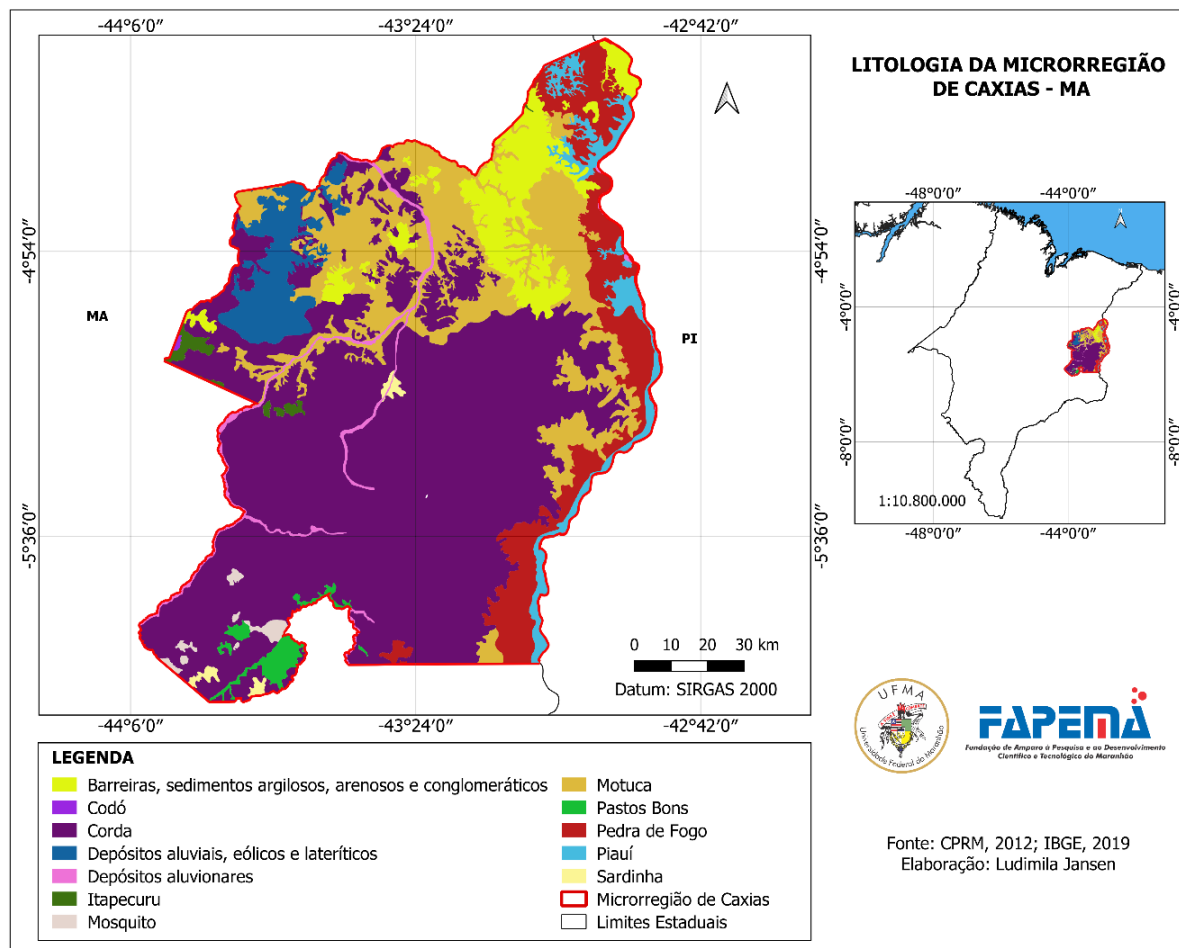 -44°6′0″
-43°24′0″
-42°42′0″
-4°54′0″
-5°36′0″
MA
PI
-4°54′0″
-5°36′0″
0 10 20 30 km
Datum: SIRGAS 2000
-44°6′0″
-43°24′0″
-42°42′0″
LITOLOGIA DA MICRORREGIÃO
DE CAXIAS - MA
-48°0′0″
-44°0′0″
-4°0′0″
-8°0′0″
-4°0′0″
-8°0′0″
1:10.800.000
-48°0′0″
-44°0′0″
LEGENDA
Barreiras, sedimentos argilosos, arenosos e conglomeráticos
Codó
Corda
Depósitos aluviais, eólicos e lateríticos
Depósitos aluvionares
Itapecuru
Mosquito
Motuca
Pastos Bons
Pedra de Fogo
Piauí
Sardinha
Microrregião de Caxias
Limites Estaduais
UFMA
Universidade Federal do Maranhão
FAPEMA
Fundação de Amparo à Pesquisa e ao Desenvolvimento
Científico e Tecnológico do Maranhão
Fonte: CPRM, 2012; IBGE, 2019
Elaboração: Ludimila Jansen